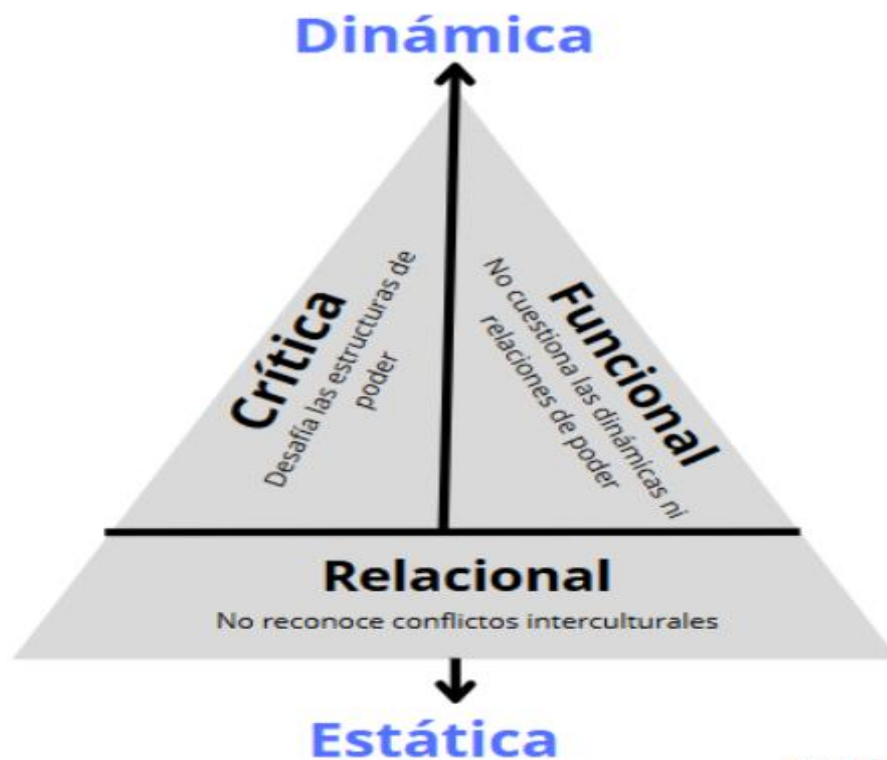 Dinámica
Crítica
Desafía las estructuras de
poder
Funcional
No cuestiona las dinámicas ni
relaciones de poder
Relacional
No reconoce conflictos interculturales
Estática